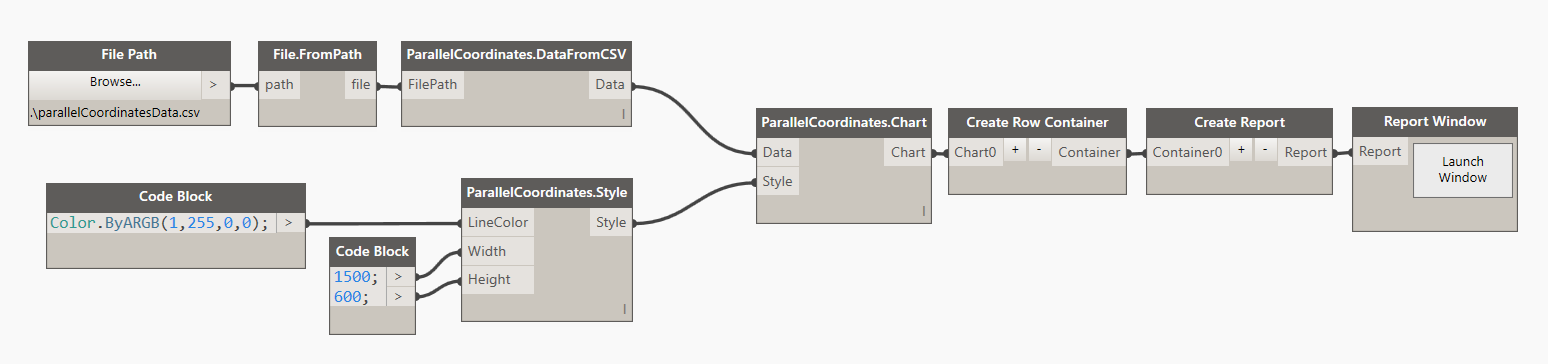 File Path
Browse...
>
.\parallelCoordinatesData.csv
File.FromPath
path
file
ParallelCoordinates.DataFromCSV
FilePath
Data
|
Code Block
Color.ByARGB(1,255,0,0);
>
Code Block
1500;
>
600;
>
ParallelCoordinates.Style
LineColor
Style
Width
Height
|
ParallelCoordinates.Chart
Data
Chart
Style
|
Create Row Container
Chart0
+
-
Container
Create Report
Container0
+
-
Report
Report Window
Report
Launch
Window